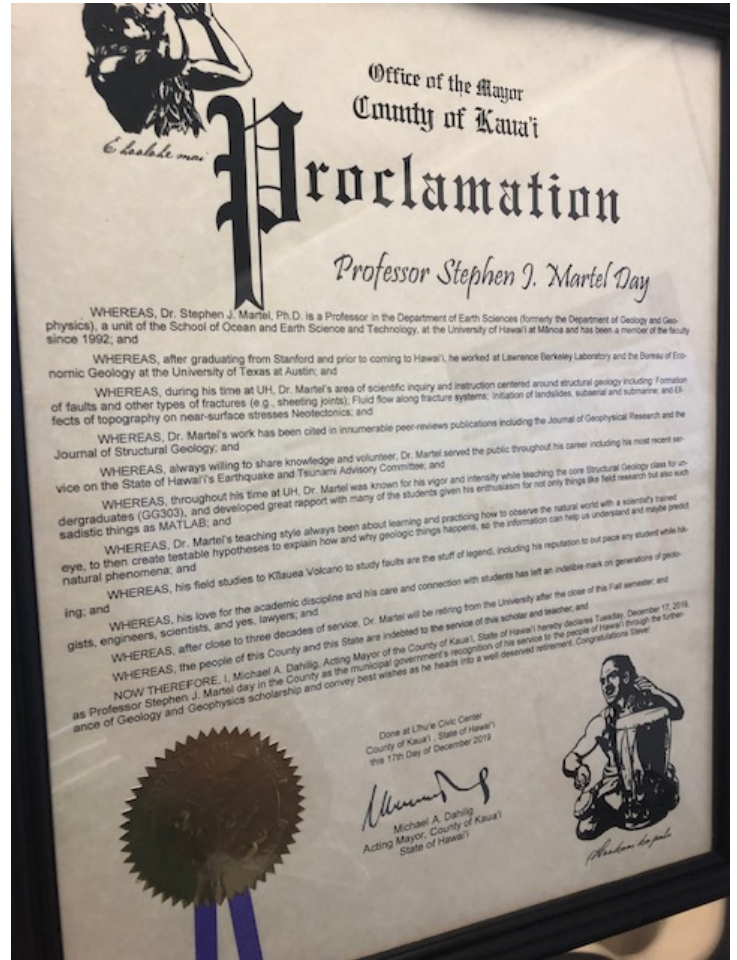 E hoolohe mai
Office of the Mayor
County of Kaua'i
Proclamation
Professor Stephen J. Martel Day
WHEREAS, Dr. Stephen J. Martel, Ph.D. is a Professor in the Department of Earth Sciences (formerly the Department of Geology and Geo-
physics), a unit of the School of Ocean and Earth Science and Technology, at the University of Hawai'i at Mānoa and has been a member of the faculty
since 1992; and
WHEREAS, after graduating from Stanford and prior to coming to Hawai'i, he worked at Lawrence Berkeley Laboratory and the Bureau of Eco-
nomic Geology at the University of Texas at Austin; and
WHEREAS, during his time at UH, Dr. Martel's area of scientific inquiry and instruction centered around structural geology including: Formation
of faults and other types of fractures (e.g., sheeting joints); Fluid flow along fracture systems; Initiation of landslides, subaerial and submarine; and Ef-
fects of topography on near-surface stresses Neotectonics; and
WHEREAS, Dr. Martel's work has been cited in innumerable peer-reviews publications including the Journal of Geophysical Research and the
Journal of Structural Geology; and
WHEREAS, always willing to share knowledge and volunteer, Dr. Martel served the public throughout his career including his most recent ser-
vice on the State of Hawai'i's Earthquake and Tsunami Advisory Committee; and
WHEREAS, throughout his time at UH, Dr. Martel was known for his vigor and intensity while teaching the core Structural Geology class for un-
dergraduates (GG303), and developed great rapport with many of the students given his enthusiasm for not only things like field research but also such
sadistic things as MATLAB; and
WHEREAS, Dr. Martel's teaching style always been about learning and practicing how to observe the natural world with a scientist's trained
eye, to then create testable hypotheses to explain how and why geologic things happens, so the information can help us understand and maybe predict
natural phenomena; and
WHEREAS, his field studies to Kīlauea Volcano to study faults are the stuff of legend, including his reputation to out pace any student while hik-
ing; and
WHEREAS, his love for the academic discipline and his care and connection with students has left an indelible mark on generations of geolo-
gists, engineers, scientists, and yes, lawyers; and
WHEREAS, after close to three decades of service, Dr. Martel will be retiring from the University after the close of this Fall semester; and
WHEREAS, the people of this County and this State are indebted to the service of this scholar and teacher; and
NOW THEREFORE, I, Michael A. Dahilig, Acting Mayor of the County of Kaua'i, State of Hawai'i hereby declares Tuesday, December 17, 2019,
as Professor Stephen J. Martel day in the County as the municipal government's recognition of his service to the people of Hawai'i through the further-
ance of Geology and Geophysics scholarship and convey best wishes as he heads into a well deserved retirement. Congratulations Steve!
Done at Līhu'e Civic Center
County of Kaua'i, State of Hawai'i
this 17th Day of December 2019
Michael A. Dahilig
Acting Mayor, County of Kaua'i
State of Hawai'i